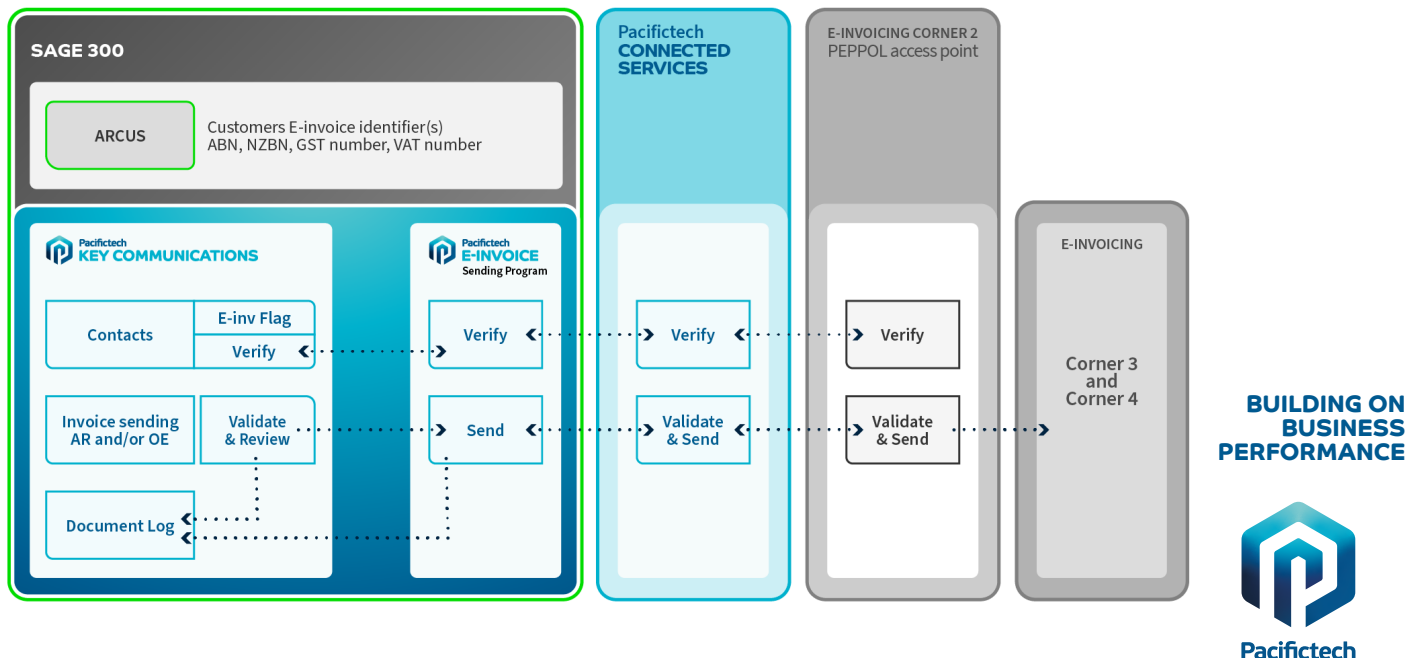 SAGE 300
ARCUS
Customers E-invoice identifier(s)
ABN, NZBN, GST number, VAT number
Pacifictech
KEY COMMUNICATIONS
Contacts
E-inv Flag
Verify
Invoice sending
AR and/or OE
Validate
& Review
Document Log
Pacifictech
E-INVOICE
Sending Program
Verify
Send
Pacifictech
CONNECTED
SERVICES
Verify
Validate
& Send
E-INVOICING CORNER 2
PEPPOL access point
Verify
Validate
& Send
E-INVOICING
Corner 3
and
Corner 4
BUILDING ON
BUSINESS
PERFORMANCE
Pacifictech